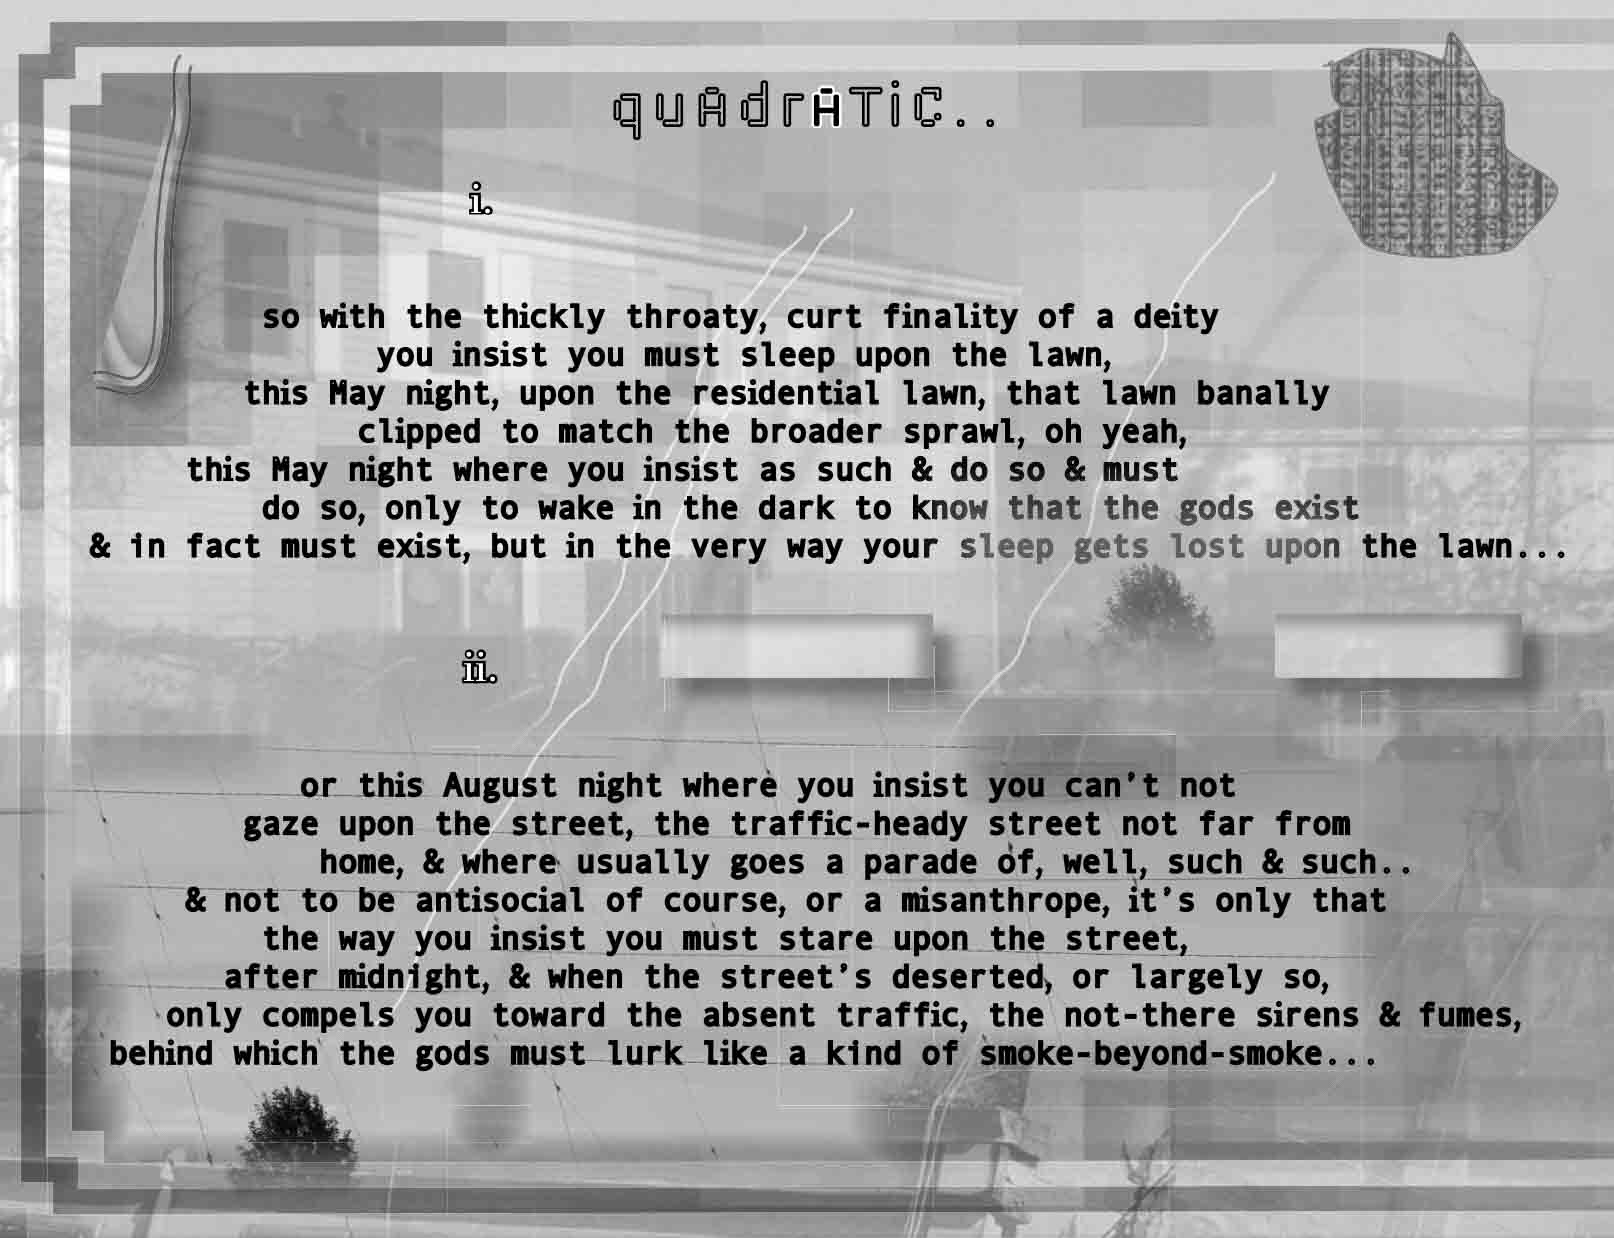 quAdrATiC..
i.
so with the thickly throaty, curt finality of a deity
you insist you must sleep upon the lawn,
this May night, upon the residential lawn, that lawn banally
clipped to match the broader sprawl, oh yeah,
this May night where you insist as such & do so & must
do so, only to wake in the dark to know that the gods exist
& in fact must exist, but in the very way your sleep gets lost upon the lawn...
ii.
or this August night where you insist you can't not
gaze upon the street, the traffic-heady street not far from
home, & where usually goes a parade of, well, such & such..
& not to be antisocial of course, or a misanthrope, it's only that
the way you insist you must stare upon the street,
after midnight, & when the street's deserted, or largely so,
only compels you toward the absent traffic, the not-there sirens & fumes,
behind which the gods must lurk like a kind of smoke-beyond-smoke...